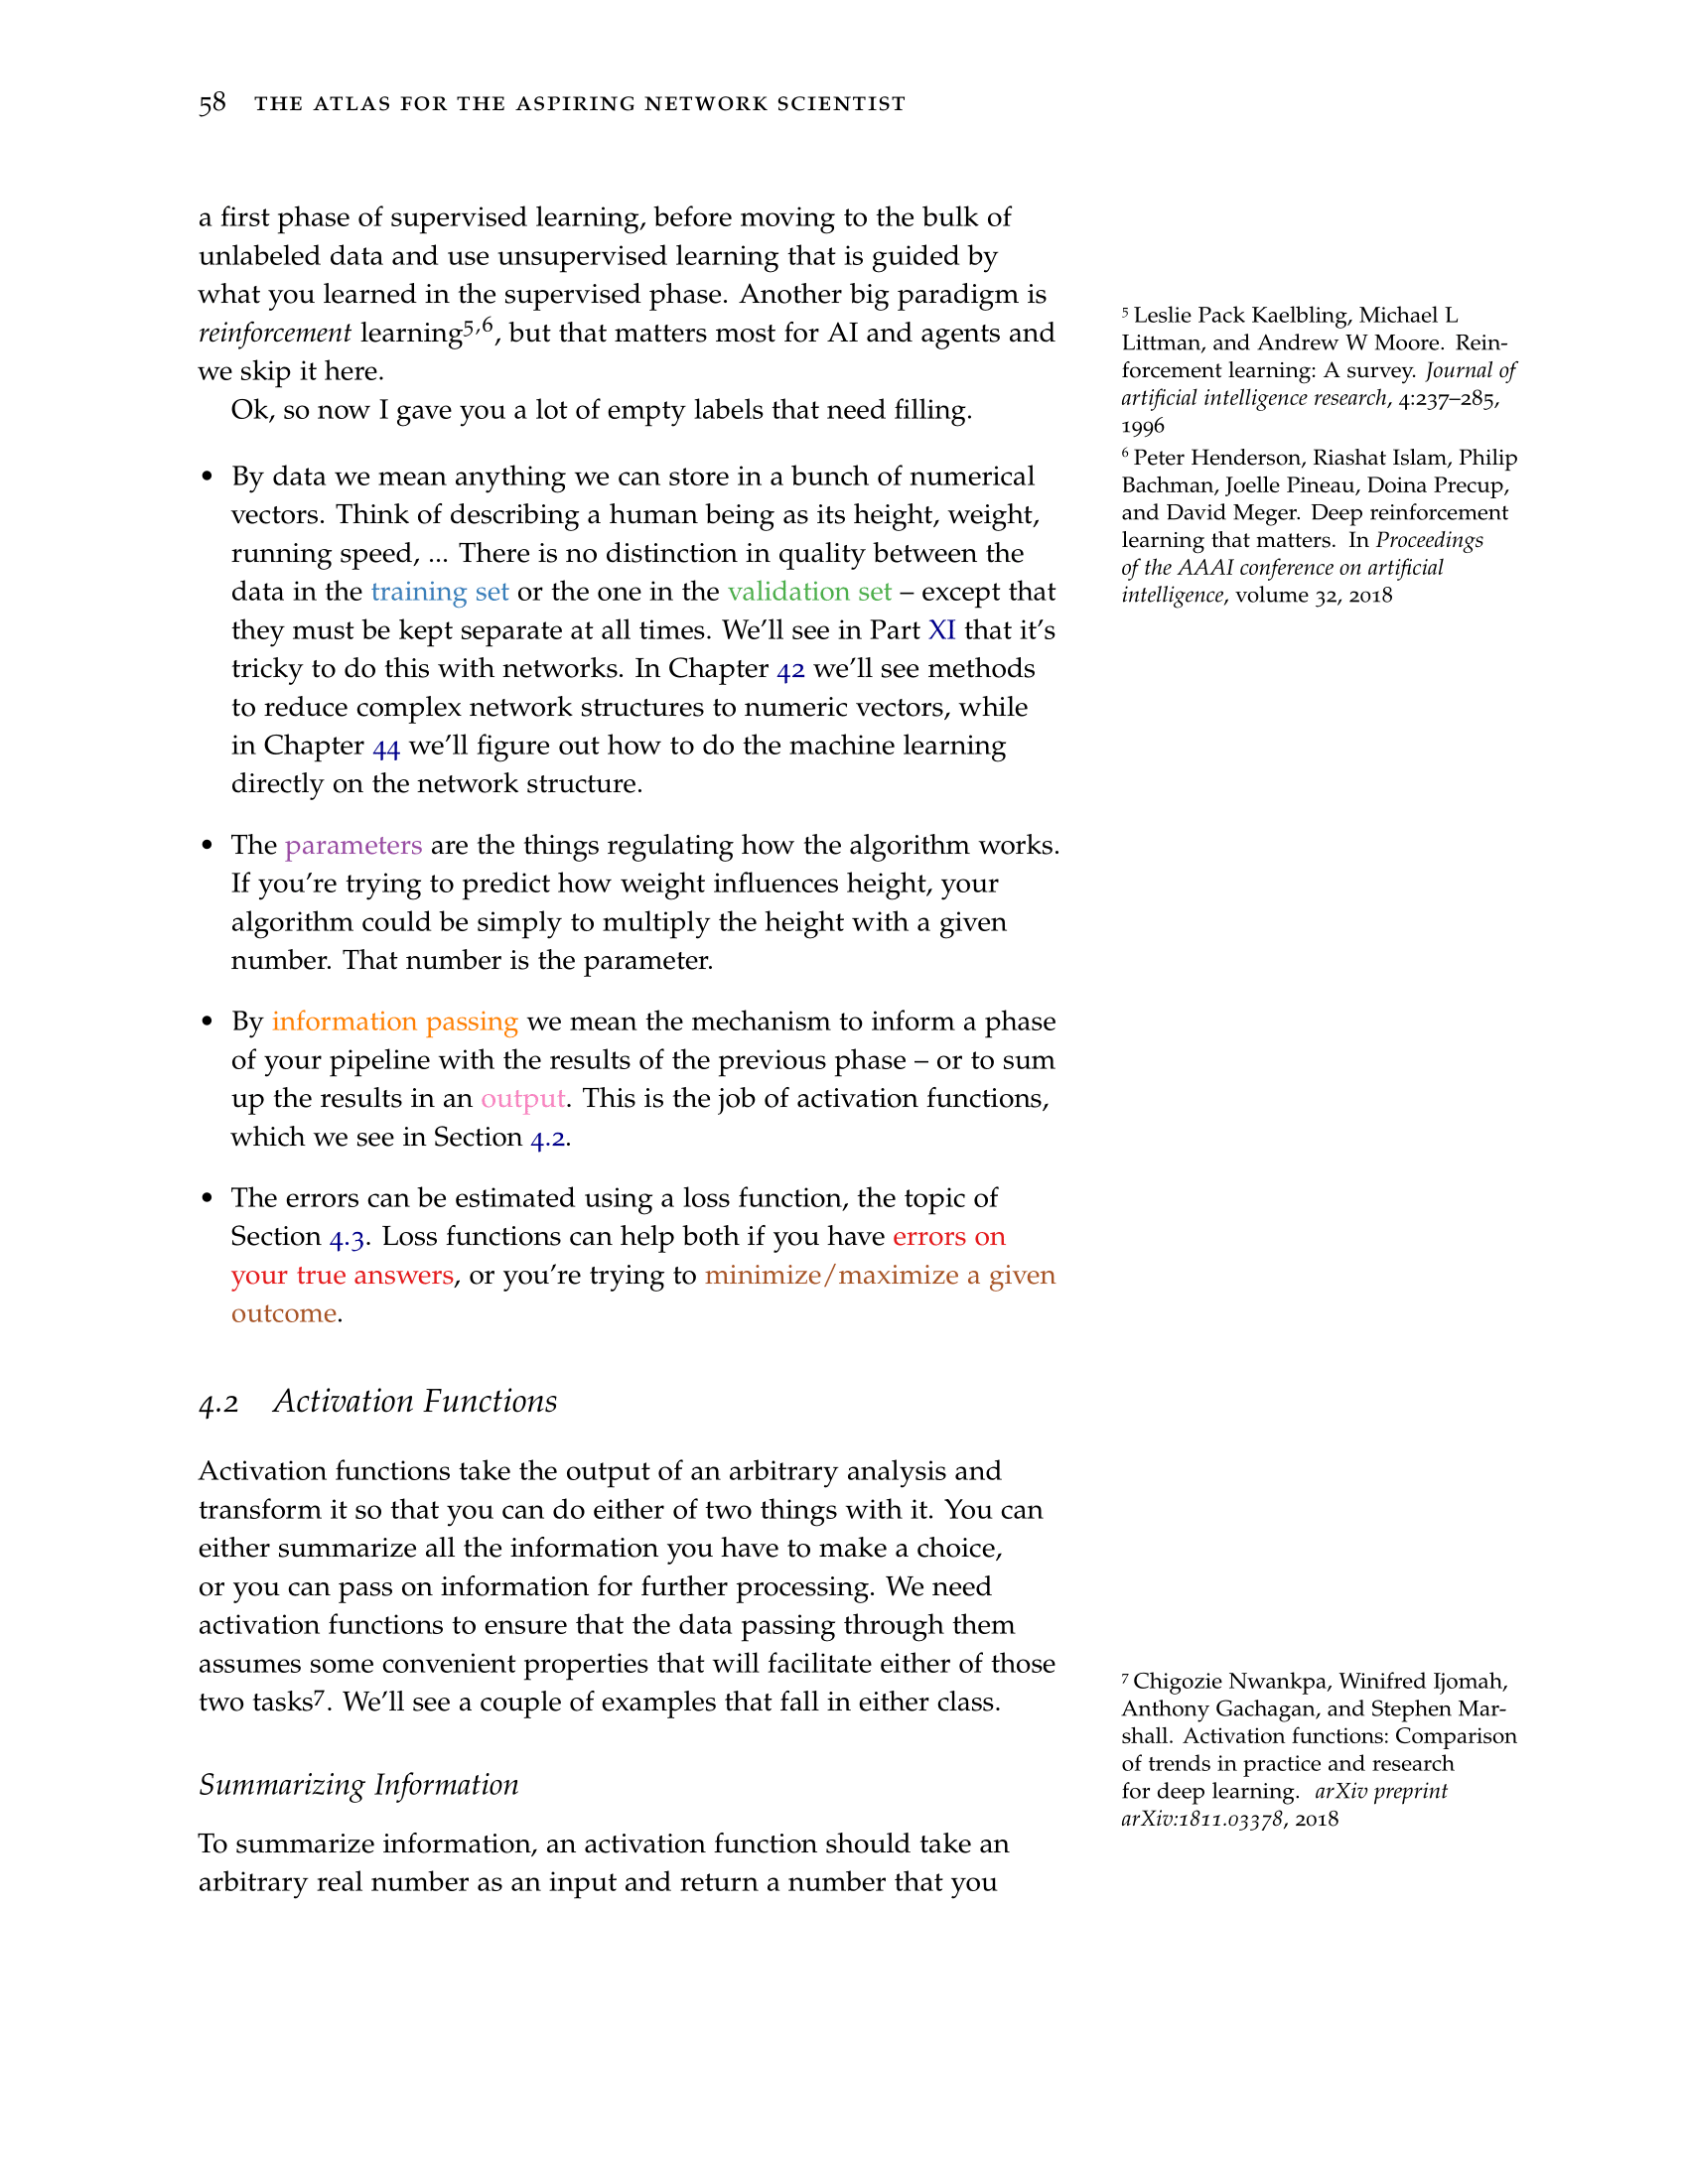 58 THE ATLAS FOR THE ASPIRING NETWORK SCIENTIST
a first phase of supervised learning, before moving to the bulk of
unlabeled data and use unsupervised learning that is guided by
what you learned in the supervised phase. Another big paradigm is
reinforcement learning5,6, but that matters most for AI and agents and
we skip it here.
Ok, so now I gave you a lot of empty labels that need filling.
• By data we mean anything we can store in a bunch of numerical
vectors. Think of describing a human being as its height, weight,
running speed, ... There is no distinction in quality between the
data in the training set or the one in the validation set – except that
they must be kept separate at all times. We'll see in Part XI that it's
tricky to do this with networks. In Chapter 42 we'll see methods
to reduce complex network structures to numeric vectors, while
in Chapter 44 we'll figure out how to do the machine learning
directly on the network structure.
• The parameters are the things regulating how the algorithm works.
If you're trying to predict how weight influences height, your
algorithm could be simply to multiply the height with a given
number. That number is the parameter.
• By information passing we mean the mechanism to inform a phase
of your pipeline with the results of the previous phase – or to sum
up the results in an output. This is the job of activation functions,
which we see in Section 4.2.
• The errors can be estimated using a loss function, the topic of
Section 4.3. Loss functions can help both if you have errors on
your true answers, or you're trying to minimize/maximize a given
outcome.
4.2 Activation Functions
Activation functions take the output of an arbitrary analysis and
transform it so that you can do either of two things with it. You can
either summarize all the information you have to make a choice,
or you can pass on information for further processing. We need
activation functions to ensure that the data passing through them
assumes some convenient properties that will facilitate either of those
two tasks7. We'll see a couple of examples that fall in either class.
Summarizing Information
To summarize information, an activation function should take an
arbitrary real number as an input and return a number that you
5 Leslie Pack Kaelbling, Michael L
Littman, and Andrew W Moore. Rein-
forcement learning: A survey. Journal of
artificial intelligence research, 4:237–285,
1996
6 Peter Henderson, Riashat Islam, Philip
Bachman, Joelle Pineau, Doina Precup,
and David Meger. Deep reinforcement
learning that matters. In Proceedings
of the AAAI conference on artificial
intelligence, volume 32, 2018
7 Chigozie Nwankpa, Winifred Ijomah,
Anthony Gachagan, and Stephen Mar-
shall. Activation functions: Comparison
of trends in practice and research
for deep learning. arXiv preprint
arXiv:1811.03378, 2018